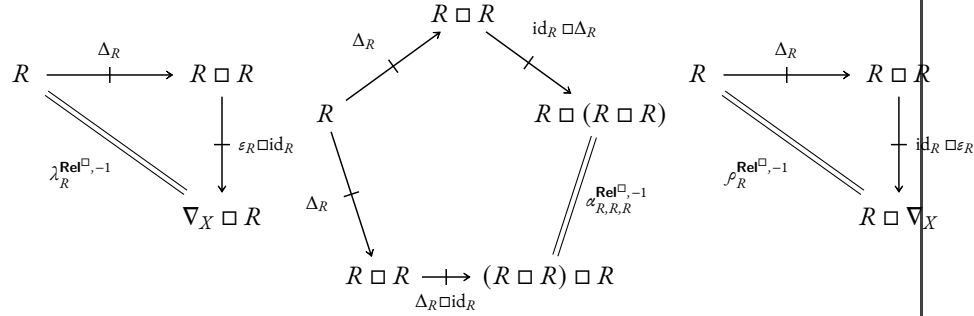 R □ R
Δ_R
id_R □Δ_R
Δ_R
Δ_R
R
R □ R
R
R □ (R □ R)
R
R □ R
ε_R□id_R
id_R □ε_R
λ_R^{Rel^□,−1}
Δ_R
α_{R,R,R}^{Rel^□,−1}
ρ_R^{Rel^□,−1}
∇_X □ R
R □ ∇_X
R □ R
(R □ R) □ R
Δ_R□id_R